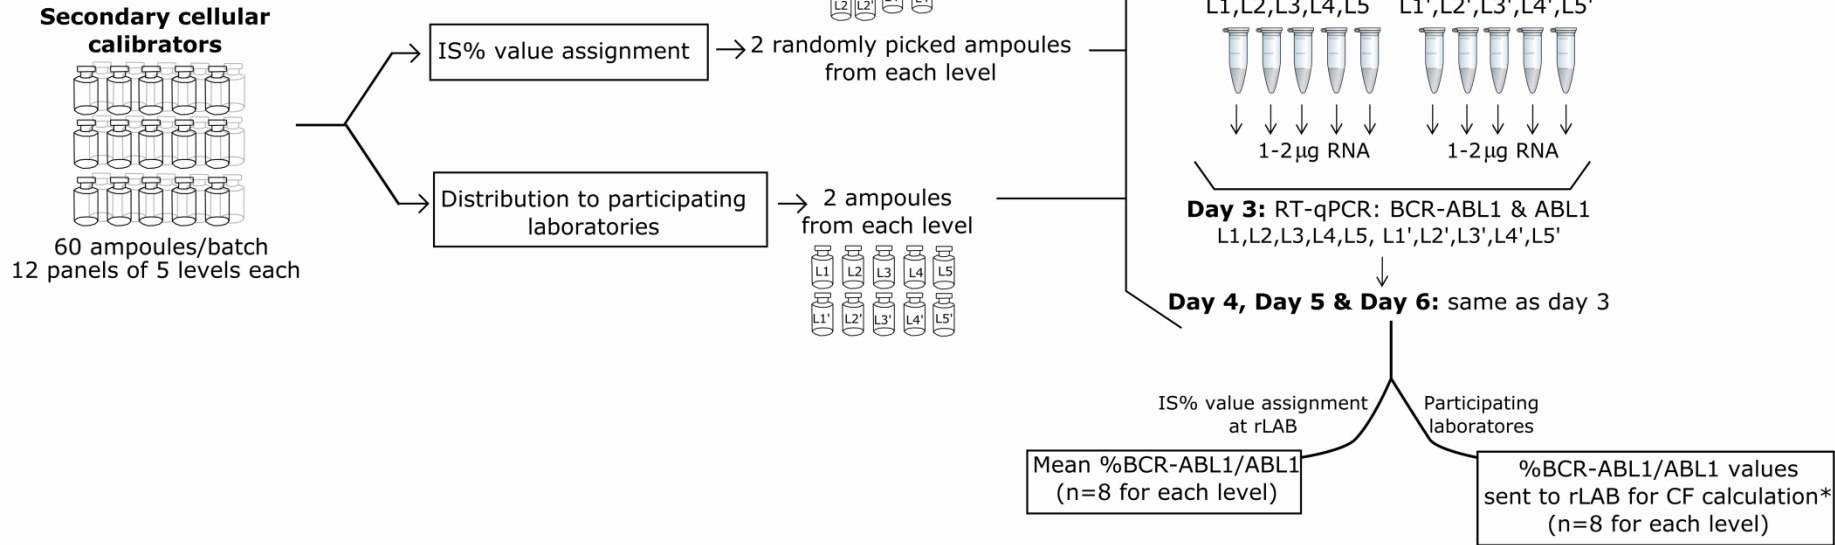 Secondary cellular
calibrators
60 ampoules/batch
12 panels of 5 levels each
IS% value assignment
2 randomly picked ampoules
from each level
L2 L2'
Distribution to participating
laboratories
2 ampoules
from each level
L1 L2 L3 L4 L5
L1' L2' L3' L4' L5'
L1,L2,L3,L4,L5 L1',L2',L3',L4',L5'
1-2μg RNA 1-2μg RNA
Day 3: RT-qPCR: BCR-ABL1 & ABL1
L1,L2,L3,L4,L5, L1',L2',L3',L4',L5'
Day 4, Day 5 & Day 6: same as day 3
IS% value assignment
at rLAB
Participating
laboratores
Mean %BCR-ABL1/ABL1
(n=8 for each level)
%BCR-ABL1/ABL1 values
sent to rLAB for CF calculation*
(n=8 for each level)